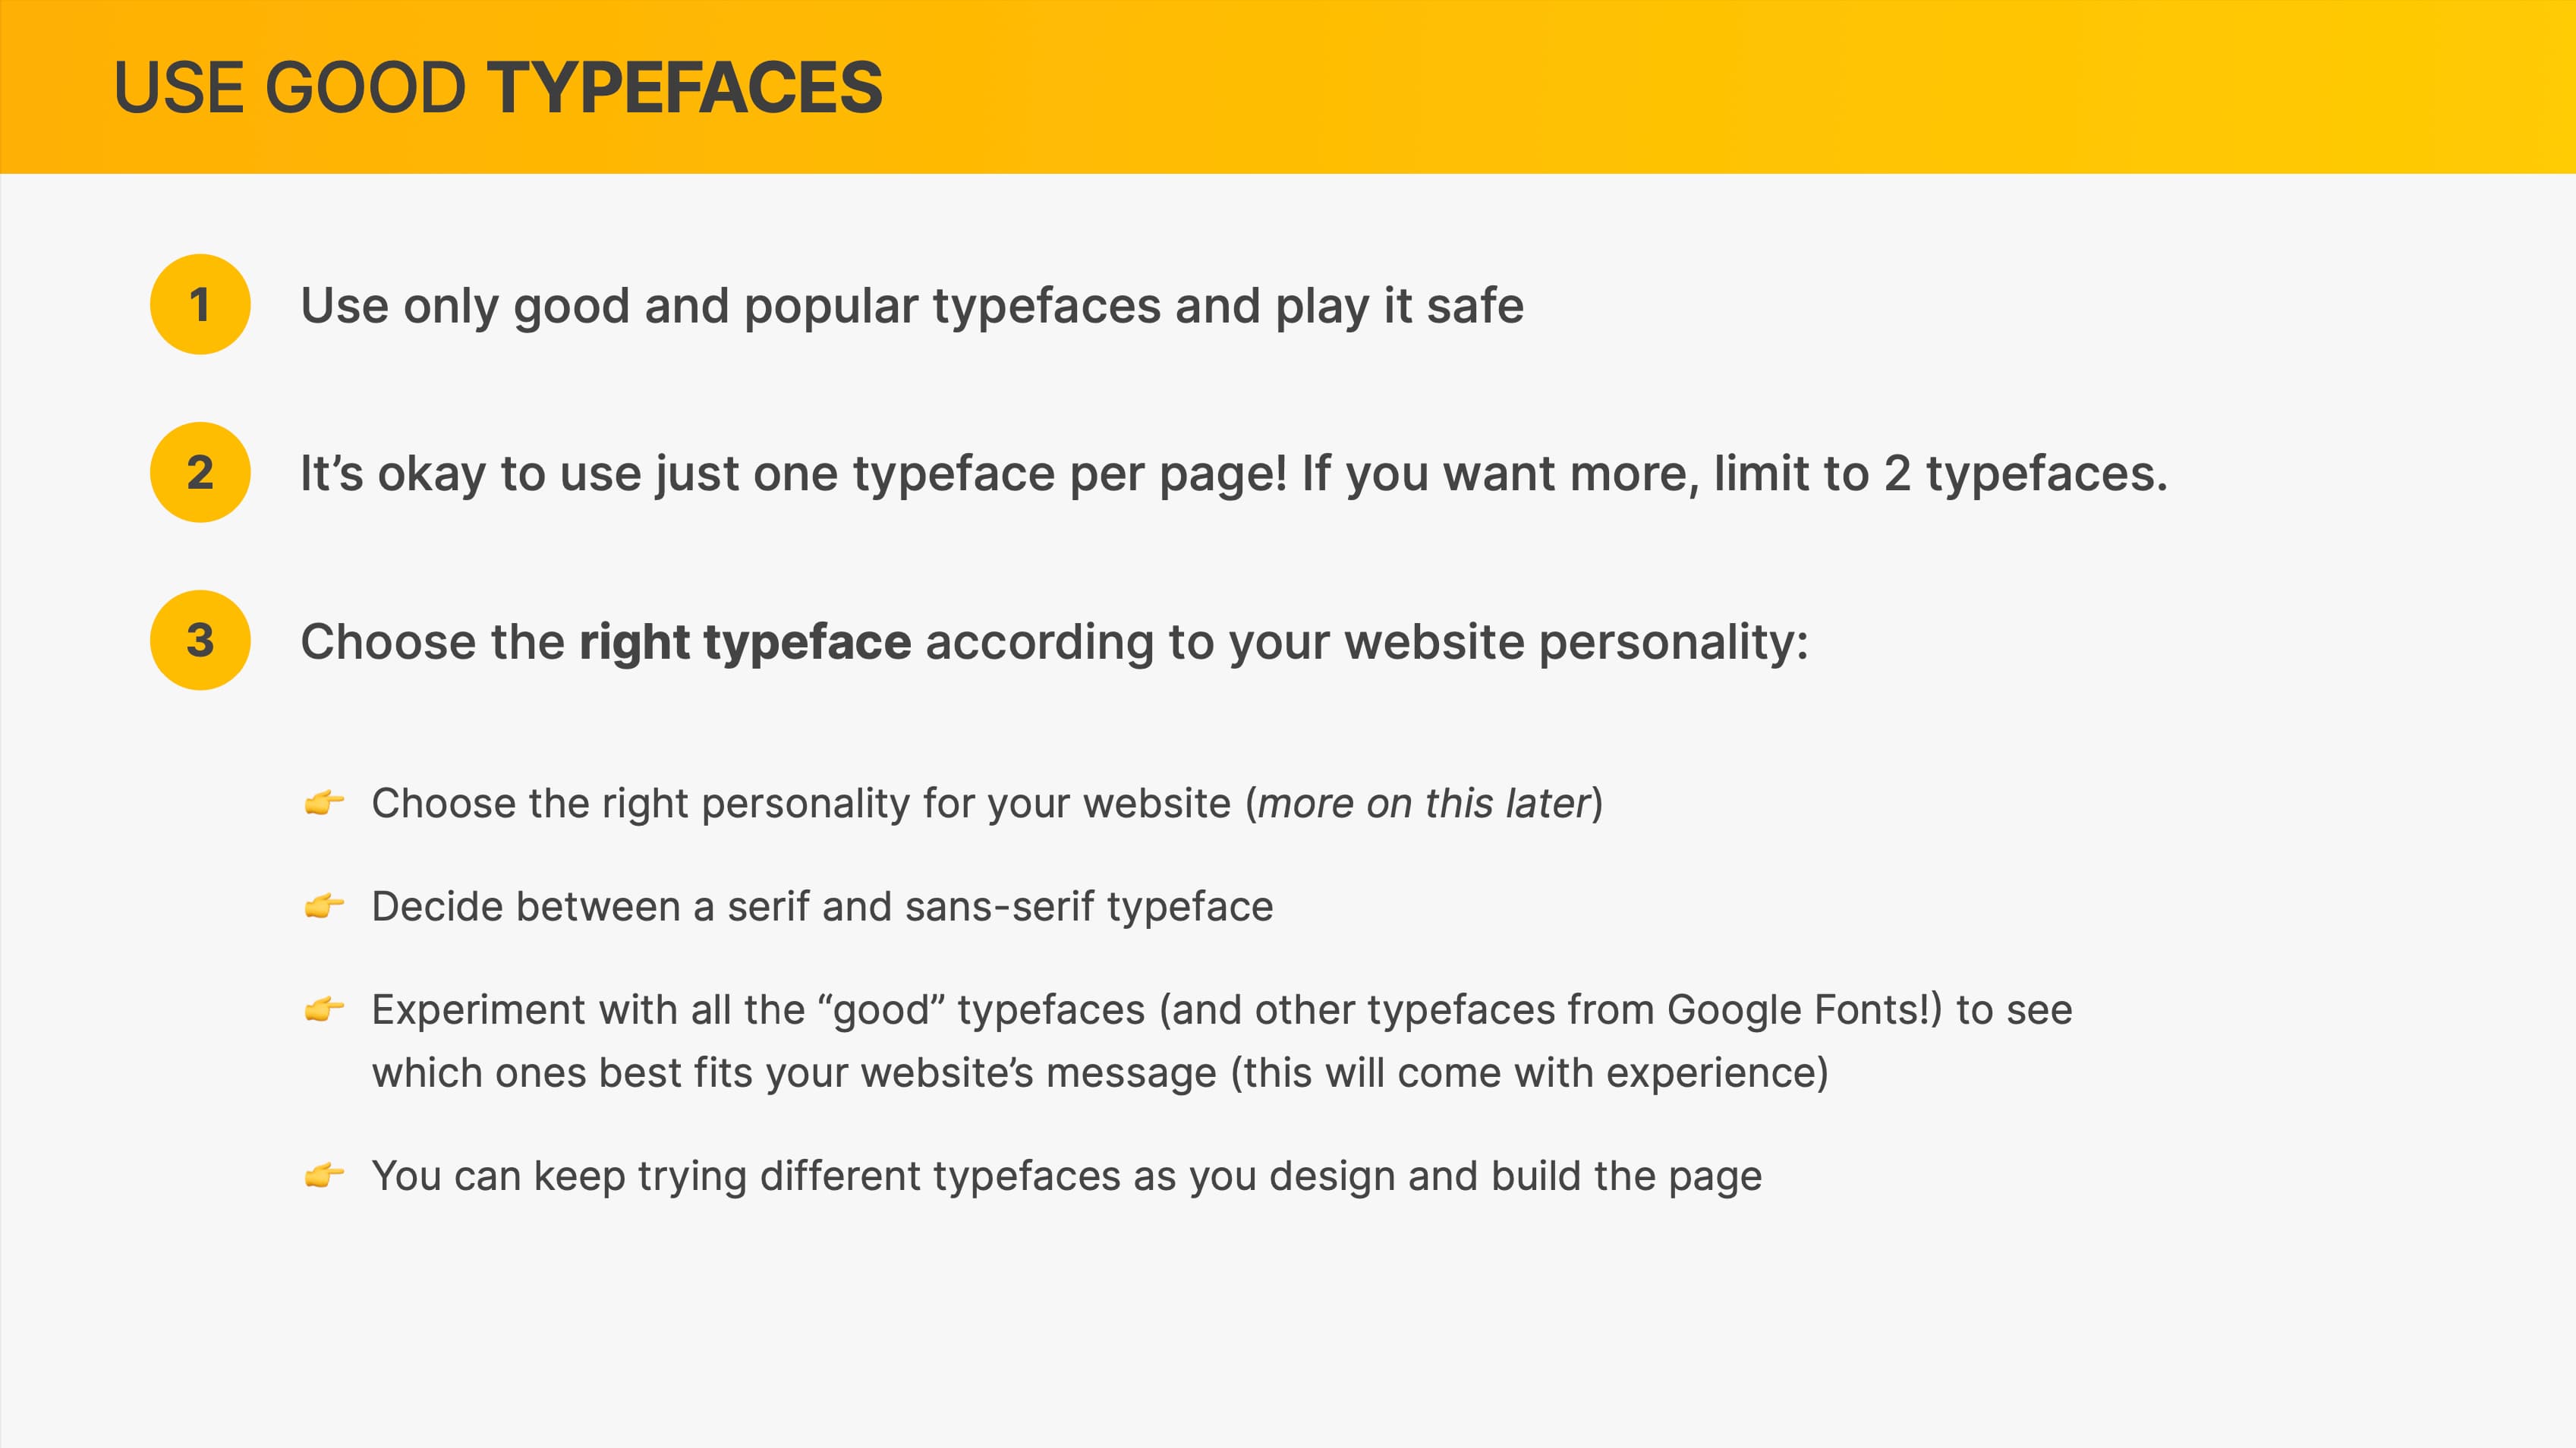 USE GOOD TYPEFACES
1 Use only good and popular typefaces and play it safe
2 It’s okay to use just one typeface per page! If you want more, limit to 2 typefaces.
3 Choose the right typeface according to your website personality:
👉 Choose the right personality for your website (more on this later)
👉 Decide between a serif and sans-serif typeface
👉 Experiment with all the “good” typefaces (and other typefaces from Google Fonts!) to see
which ones best fits your website’s message (this will come with experience)
👉 You can keep trying different typefaces as you design and build the page